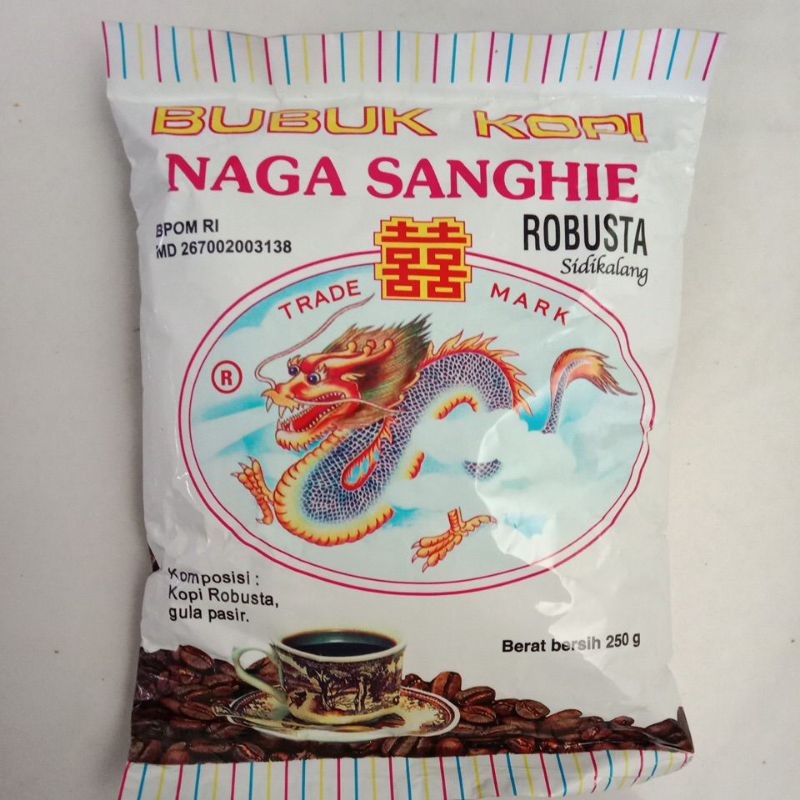 BUBUK KOPI
NAGA SANGHIE
BPOM RI
MD 267002003138
ROBUSTA
Sidikalang
囍
TRADE MARK
®
Komposisi :
Kopi Robusta,
gula pasir.
Berat bersih 250 g